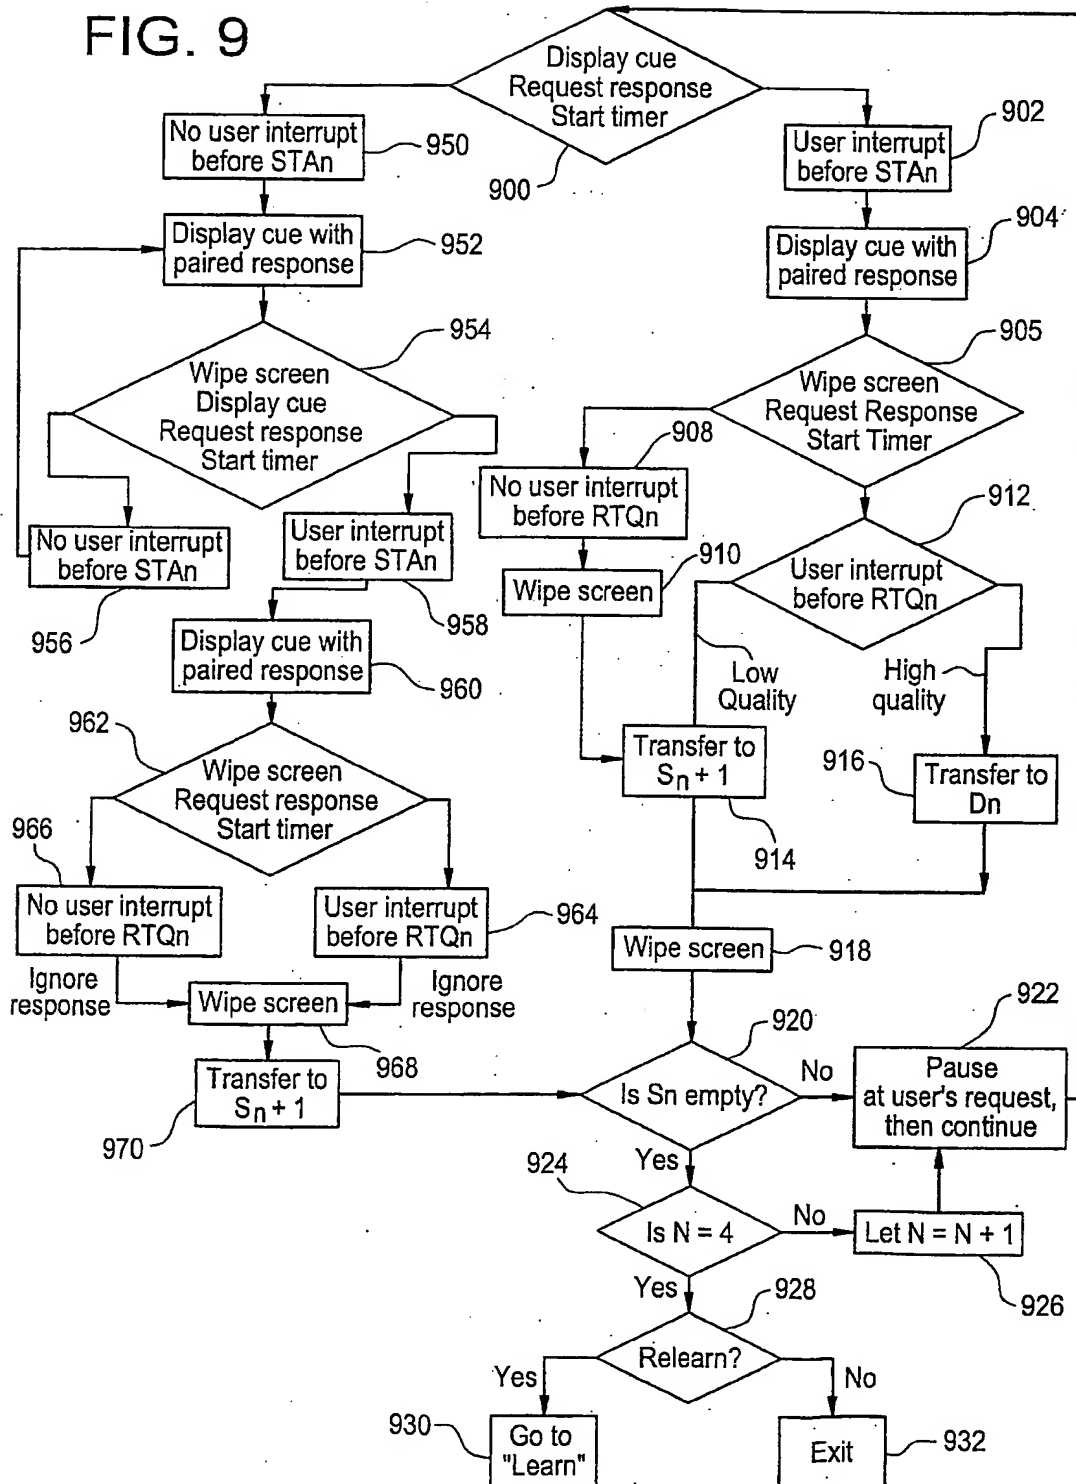 FIG. 9
Display cue
Request response
Start timer
900
No user interrupt
before STAn
950
User interrupt
before STAn
902
Display cue with
paired response
952
Display cue with
paired response
904
954
Wipe screen
Display cue
Request response
Start timer
905
Wipe screen
Request Response
Start Timer
908
No user interrupt
before RTQn
912
User interrupt
before RTQn
No user interrupt
before STAn
956
User interrupt
before STAn
958
910
Wipe screen
Display cue with
paired response
960
Low
Quality
High
quality
962
Wipe screen
Request response
Start timer
Transfer to
Sn + 1
914
916
Transfer to
Dn
966
No user interrupt
before RTQn
User interrupt
before RTQn
964
Ignore
response
Ignore
response
Wipe screen
968
Wipe screen
918
Transfer to
Sn + 1
970
920
Is Sn empty?
No
Yes
922
Pause
at user's request,
then continue
924
Is N = 4
No
Let N = N + 1
926
Yes
928
Relearn?
Yes
No
930
Go to
"Learn"
Exit
932